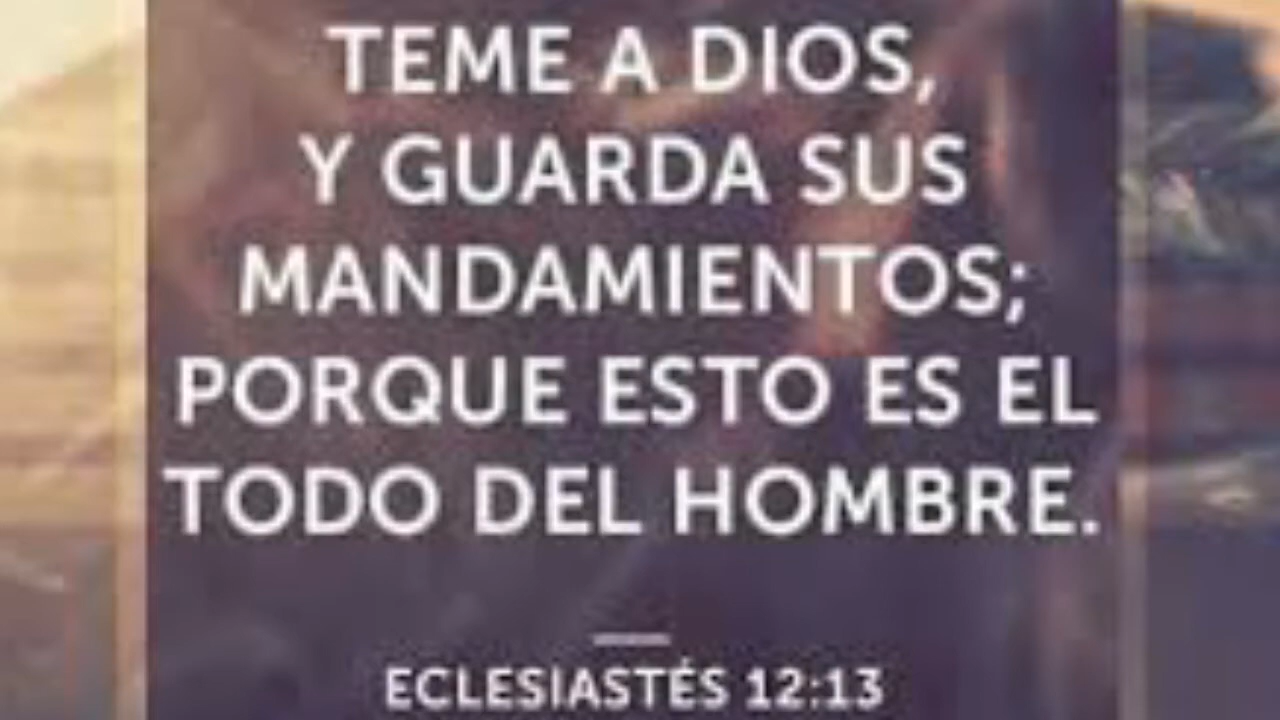 TEME A DIOS,
Y GUARDA SUS
MANDAMIENTOS;
PORQUE ESTO ES EL
TODO DEL HOMBRE.
ECLESIASTÉS 12:13